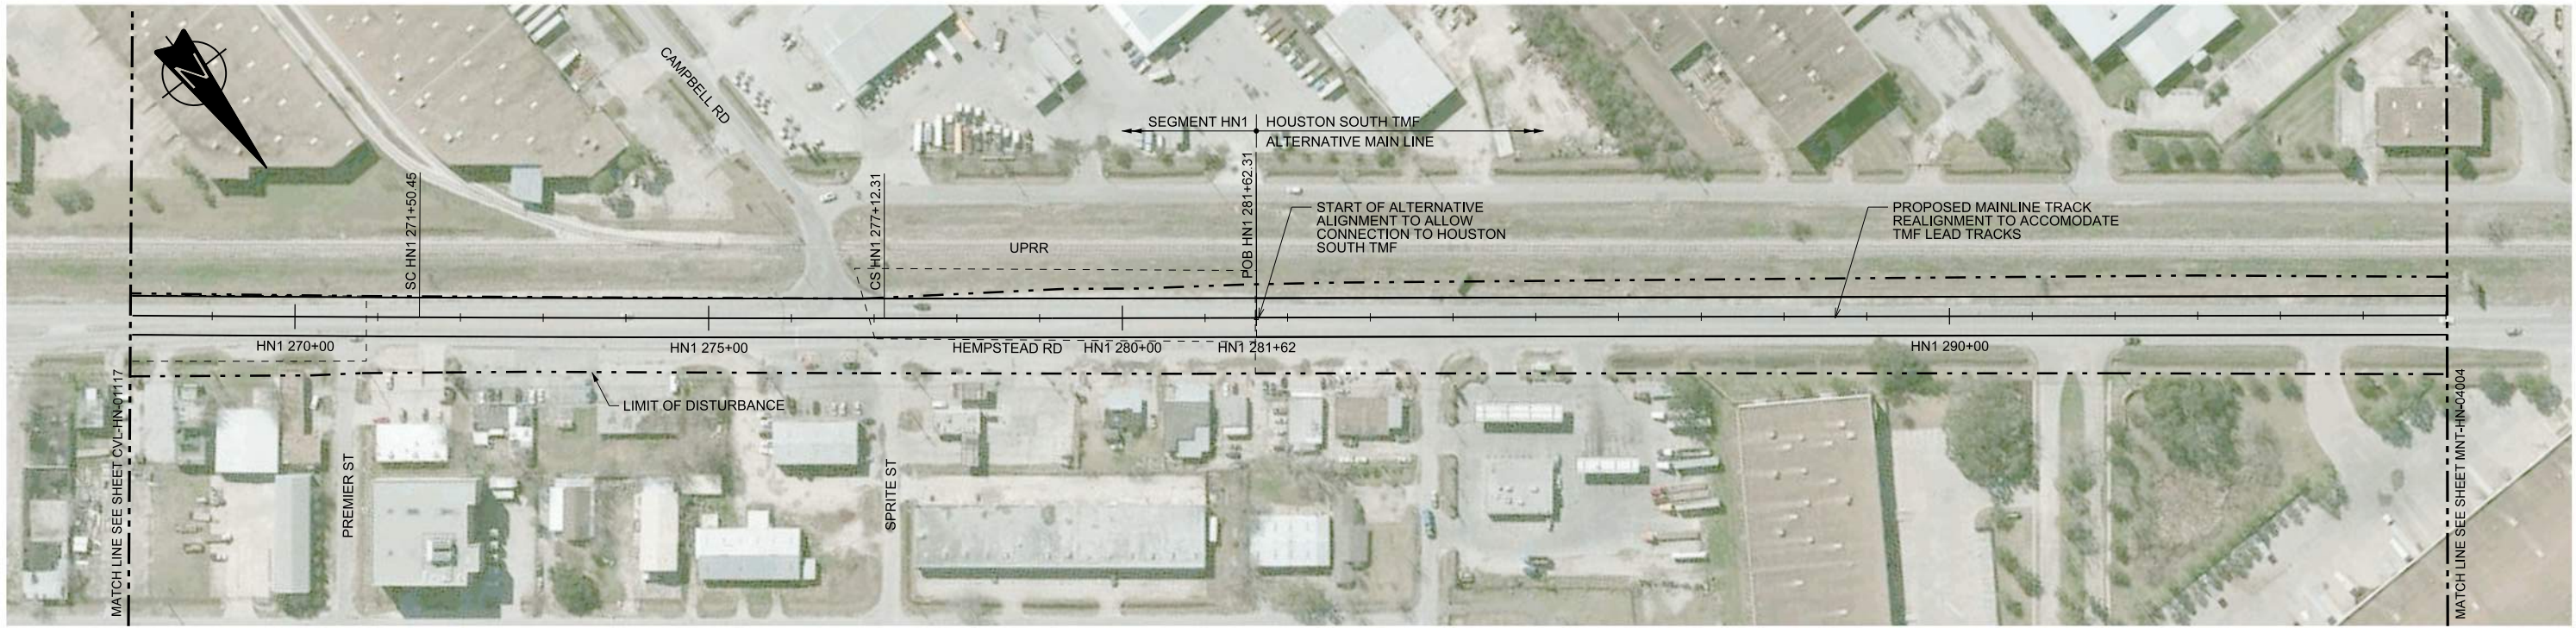 N
CAMPBELL RD
SEGMENT HN1
HOUSTON SOUTH TMF
ALTERNATIVE MAIN LINE
SC HN1 271+50.45
CS HN1 277+12.31
POB HN1 281+62.31
START OF ALTERNATIVE
ALIGNMENT TO ALLOW
CONNECTION TO HOUSTON
SOUTH TMF
PROPOSED MAINLINE TRACK
REALIGNMENT TO ACCOMODATE
TMF LEAD TRACKS
UPRR
HN1 270+00
HN1 275+00
HEMPSTEAD RD
HN1 280+00
HN1 281+62
HN1 290+00
LIMIT OF DISTURBANCE
MATCH LINE SEE SHEET CVL-HN-01117
PREMIER ST
SPRITE ST
MATCH LINE SEE SHEET MNT-HN-04004